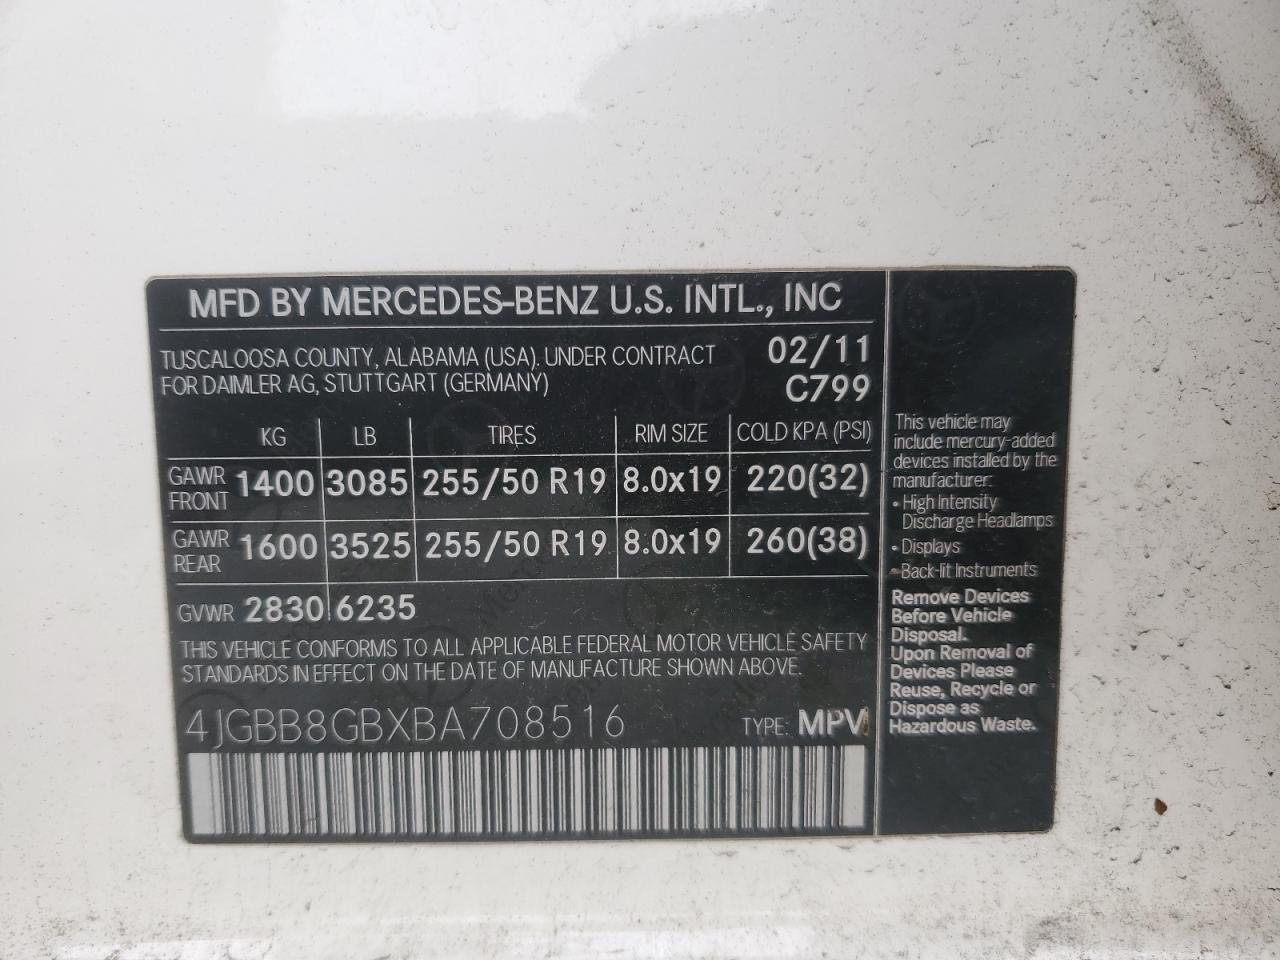 MFD BY MERCEDES-BENZ U.S. INTL., INC
TUSCALOOSA COUNTY, ALABAMA (USA). UNDER CONTRACT
FOR DAIMLER AG, STUTTGART (GERMANY)
02/11
C799
KG LB TIRES RIM SIZE COLD KPA (PSI)
GAWR
FRONT 1400 3085 255/50 R19 8.0x19 220(32)
GAWR
REAR 1600 3525 255/50 R19 8.0x19 260(38)
GVWR 2830 6235
THIS VEHICLE CONFORMS TO ALL APPLICABLE FEDERAL MOTOR VEHICLE SAFETY
STANDARDS IN EFFECT ON THE DATE OF MANUFACTURE SHOWN ABOVE.
4JGBB8GBXBA708516 TYPE: MPV
This vehicle may
include mercury-added
devices installed by the
manufacturer:
• High Intensity
Discharge Headlamps
• Displays
• Back-lit Instruments
Remove Devices
Before Vehicle
Disposal.
Upon Removal of
Devices Please
Reuse, Recycle or
Dispose as
Hazardous Waste.